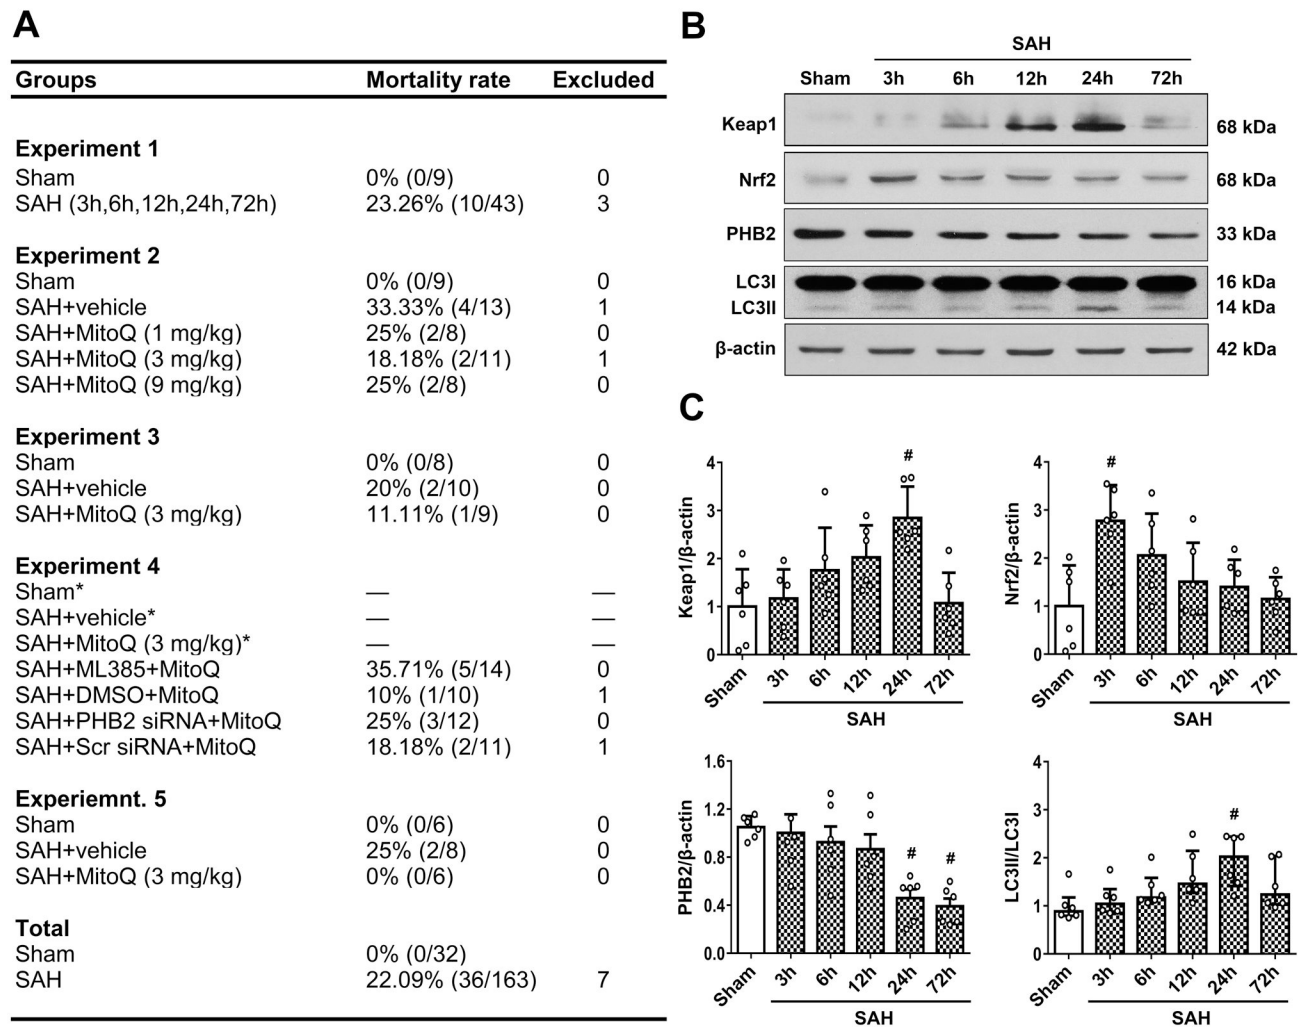 A
Groups Mortality rate Excluded
Experiment 1
Sham 0% (0/9) 0
SAH (3h,6h,12h,24h,72h) 23.26% (10/43) 3
Experiment 2
Sham 0% (0/9) 0
SAH+vehicle 33.33% (4/13) 1
SAH+MitoQ (1 mg/kg) 25% (2/8) 0
SAH+MitoQ (3 mg/kg) 18.18% (2/11) 1
SAH+MitoQ (9 mg/kg) 25% (2/8) 0
Experiment 3
Sham 0% (0/8) 0
SAH+vehicle 20% (2/10) 0
SAH+MitoQ (3 mg/kg) 11.11% (1/9) 0
Experiment 4
Sham* — —
SAH+vehicle* — —
SAH+MitoQ (3 mg/kg)* — —
SAH+ML385+MitoQ 35.71% (5/14) 0
SAH+DMSO+MitoQ 10% (1/10) 1
SAH+PHB2 siRNA+MitoQ 25% (3/12) 0
SAH+Scr siRNA+MitoQ 18.18% (2/11) 1
Experiemnt. 5
Sham 0% (0/6) 0
SAH+vehicle 25% (2/8) 0
SAH+MitoQ (3 mg/kg) 0% (0/6) 0
Total
Sham 0% (0/32)
SAH 22.09% (36/163) 7
B
SAH
Sham 3h 6h 12h 24h 72h
Keap1 68 kDa
Nrf2 68 kDa
PHB2 33 kDa
LC3I 16 kDa
LC3II 14 kDa
β-actin 42 kDa
C
Keap1/β-actin
4
3
2
1
0
#
Sham 3h 6h 12h 24h 72h
SAH
Nrf2/β-actin
4
3
2
1
0
#
Sham 3h 6h 12h 24h 72h
SAH
PHB2/β-actin
1.6
1.2
0.8
0.4
0.0
# #
Sham 3h 6h 12h 24h 72h
SAH
LC3II/LC3I
4
3
2
1
0
#
Sham 3h 6h 12h 24h 72h
SAH